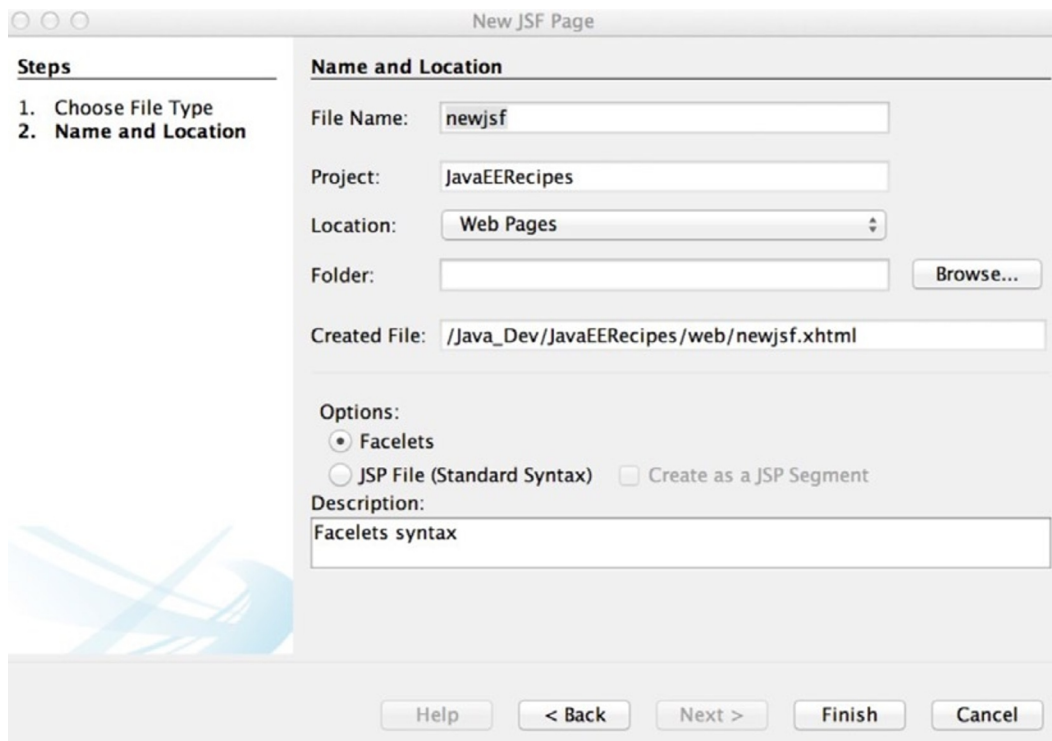 New JSF Page
Steps
1. Choose File Type
2. Name and Location
Name and Location
File Name: newjsf
Project: JavaEERecipes
Location: Web Pages
Folder: Browse...
Created File: /Java_Dev/JavaEERecipes/web/newjsf.xhtml
Options:
Facelets
JSP File (Standard Syntax) Create as a JSP Segment
Description:
Facelets syntax
Help < Back Next > Finish Cancel